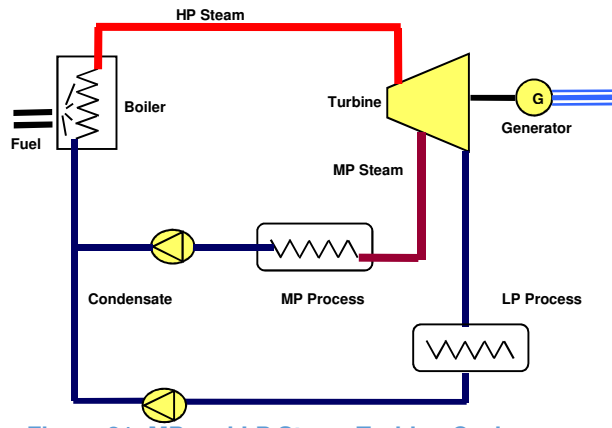 HP Steam
Boiler
Turbine
G
Generator
Fuel
MP Steam
Condensate
MP Process
LP Process